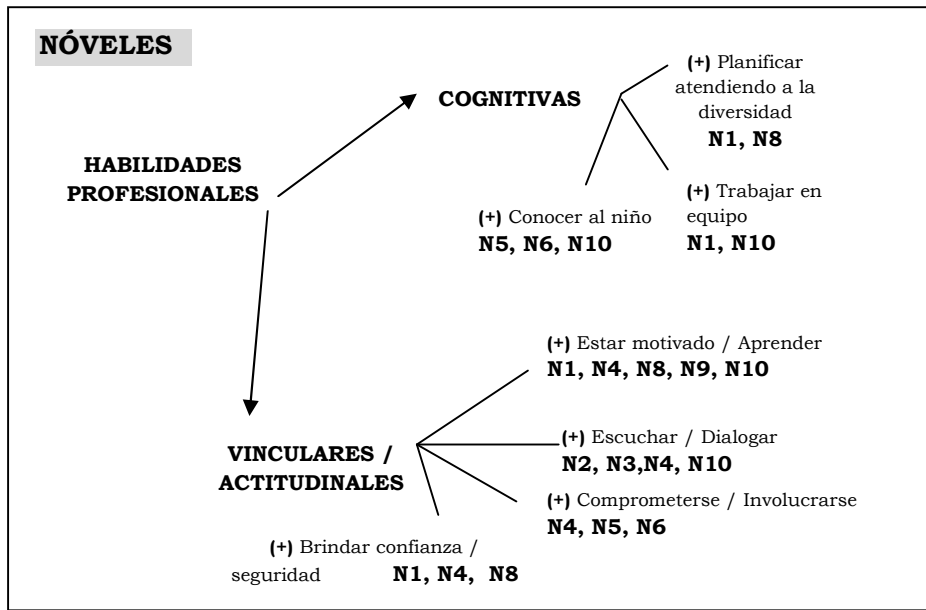 NÓVELES
HABILIDADES
PROFESIONALES
COGNITIVAS
(+) Planificar
atendiendo a la
diversidad
N1, N8
(+) Trabajar en
equipo
N1, N10
(+) Conocer al niño
N5, N6, N10
VINCULARES /
ACTITUDINALES
(+) Estar motivado / Aprender
N1, N4, N8, N9, N10
(+) Escuchar / Dialogar
N2, N3,N4, N10
(+) Comprometerse / Involucrarse
N4, N5, N6
(+) Brindar confianza /
seguridad N1, N4, N8